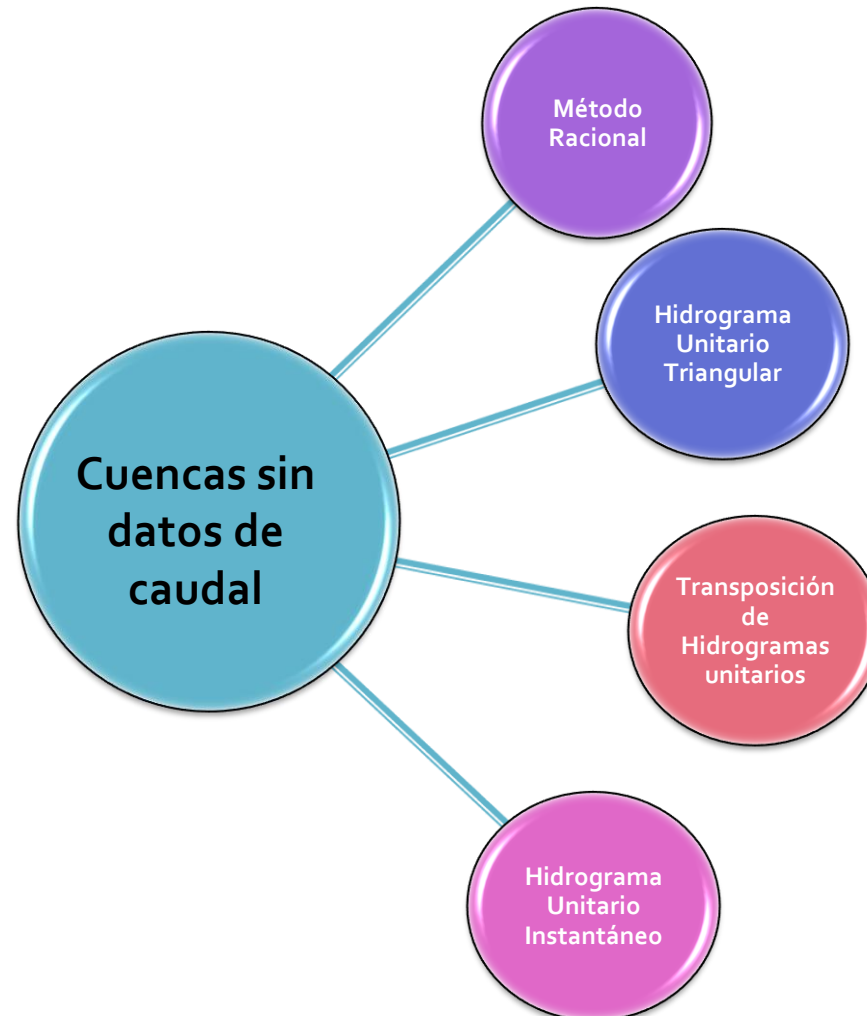 Método
Racional
Hidrograma
Unitario
Triangular
Cuencas sin
datos de
caudal
Transposición
de
Hidrogramas
unitarios
Hidrograma
Unitario
Instantáneo